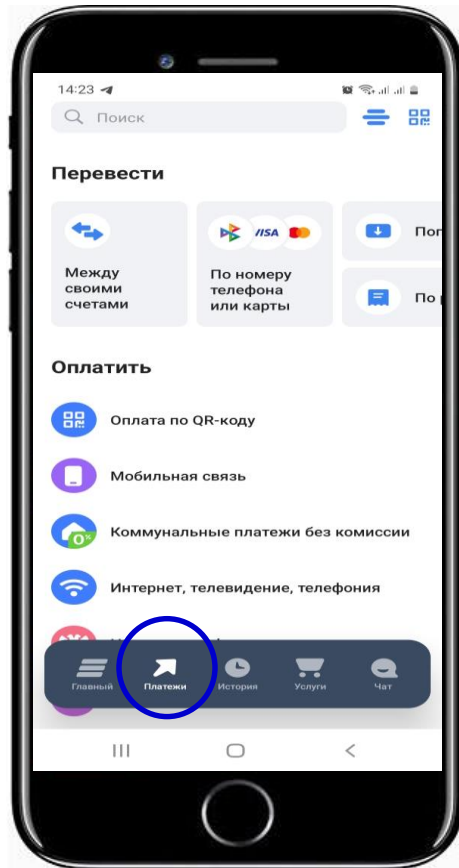 14:23
Поиск
Перевести
Между
своими
счетами
VISA
По номеру
телефона
или карты
Оплатить
Оплата по QR-коду
Мобильная связь
0%
Коммунальные платежи без комиссии
Интернет, телевидение, телефония
Главный
Платежи
История
Услуги
Чат